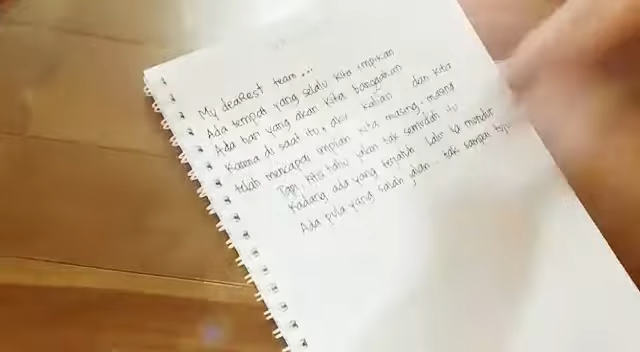 My deaRest team...
Ada tempat yang selalu kita impikan
Ada hari yang akan kita banggakan
Karena di saat itu, aku kalian dan kita
telah mencapai impian kita masing-masing
Tapi, kita tahu jalan tak semudah itu
Kadang ada yang terjatuh lalu ia mundur
Ada pula yang salah jalan... tak sampai